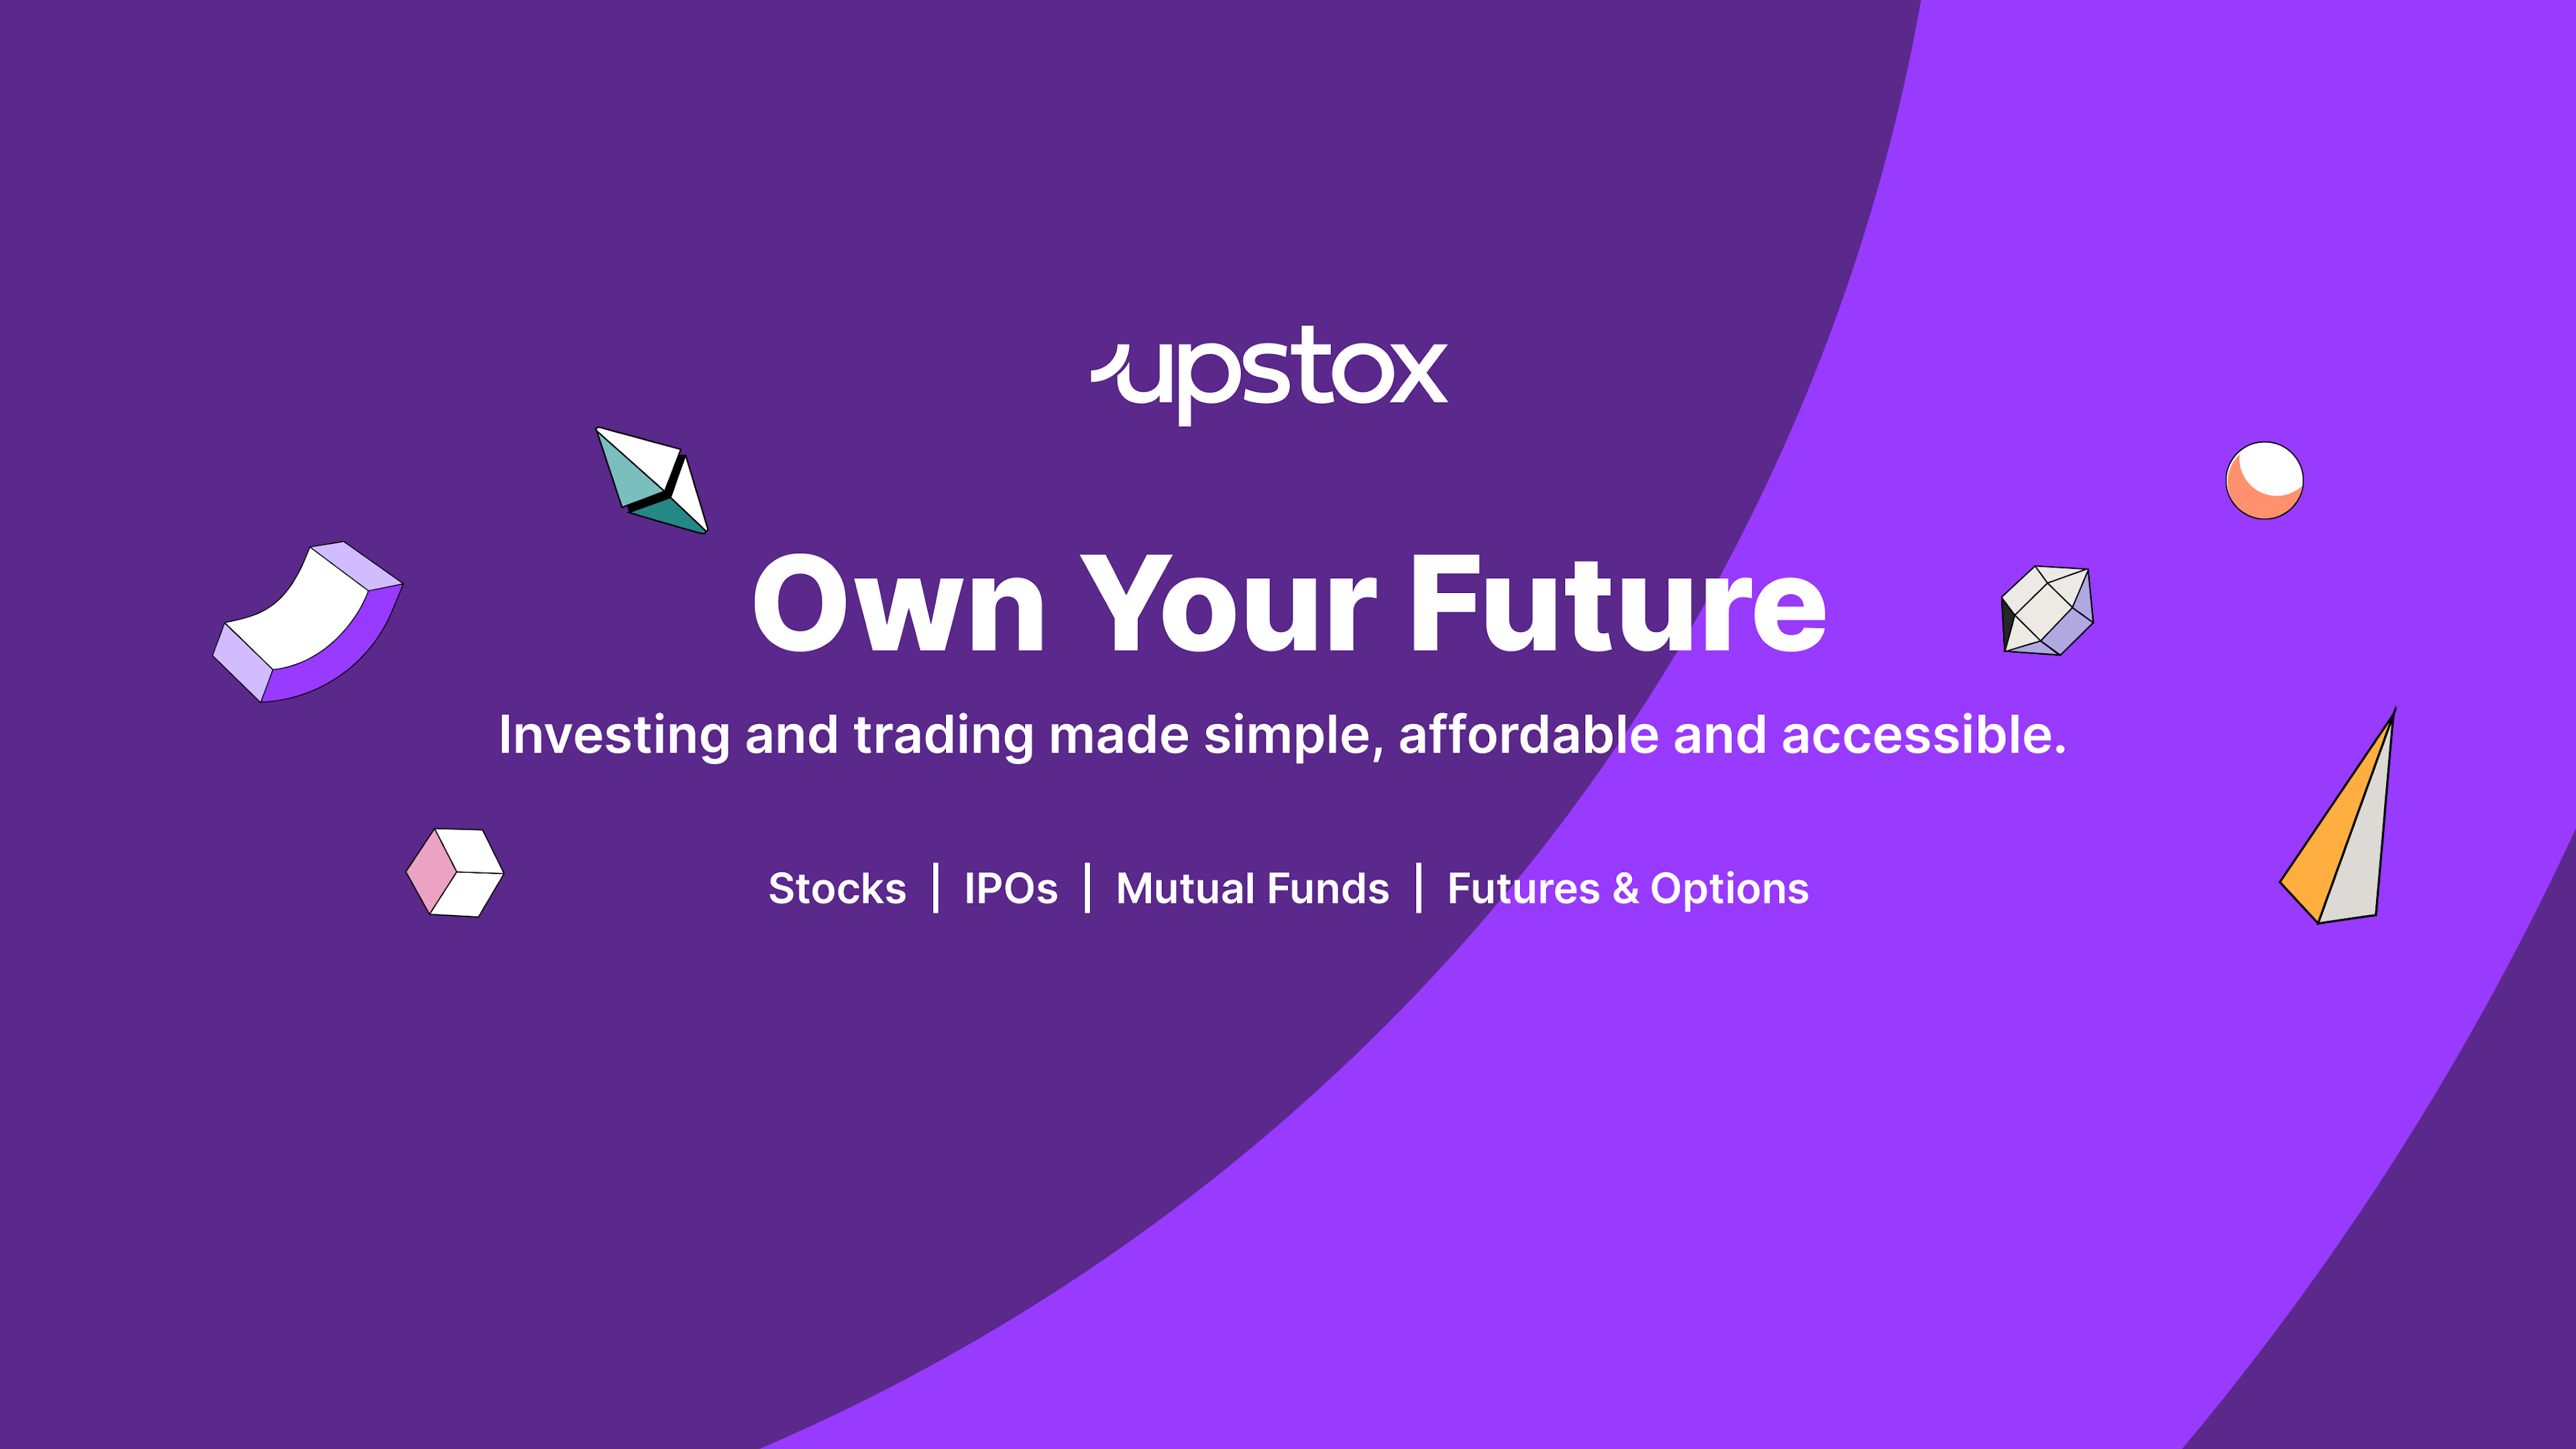 upstox
Own Your Future
Investing and trading made simple, affordable and accessible.
Stocks | IPOs | Mutual Funds | Futures & Options